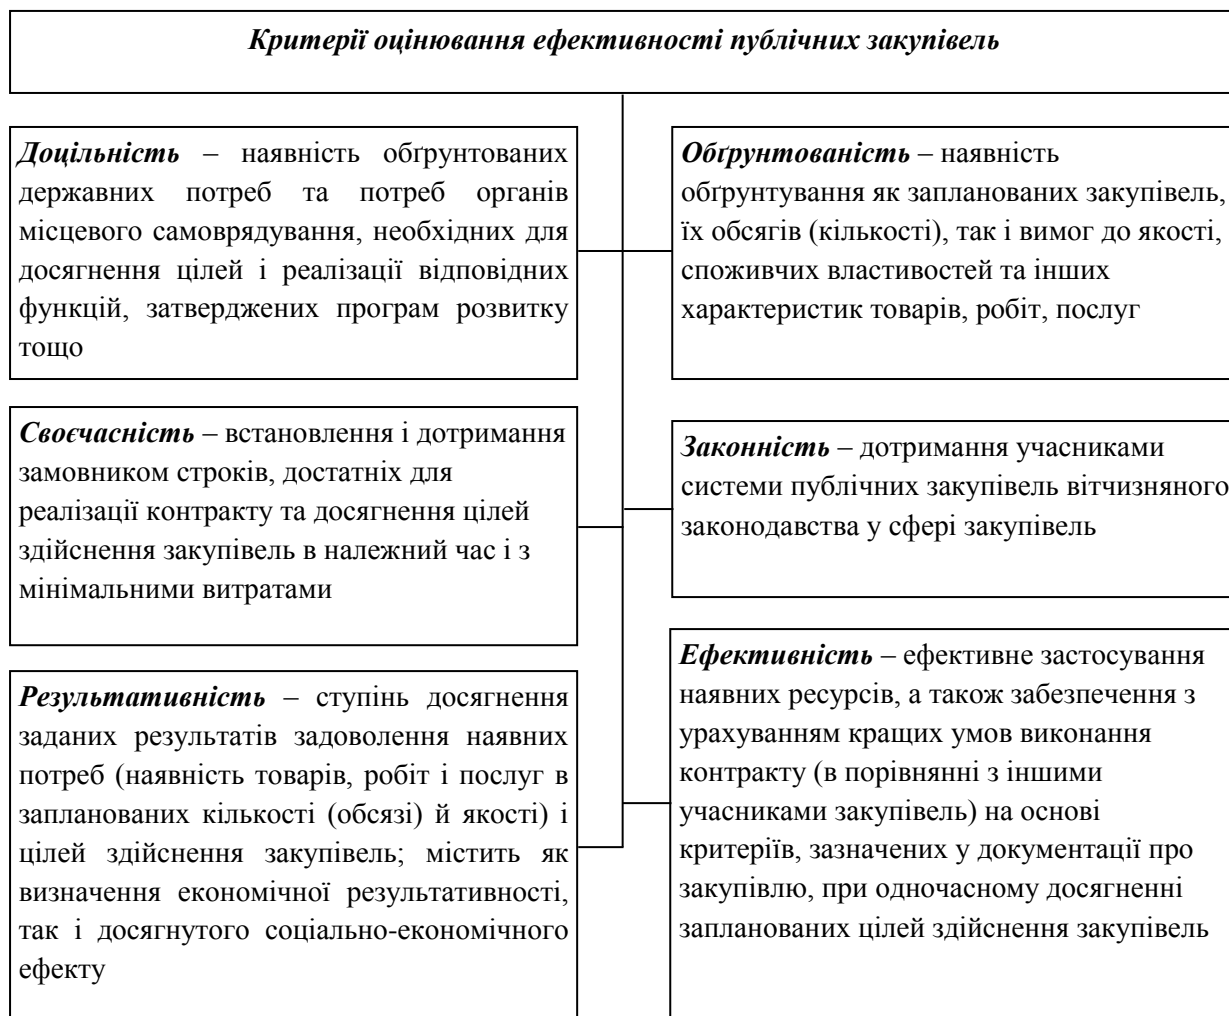 Критерії оцінювання ефективності публічних закупівель
Доцільність – наявність обґрунтованих
державних потреб та потреб органів
місцевого самоврядування, необхідних для
досягнення цілей і реалізації відповідних
функцій, затверджених програм розвитку
тощо
Обґрунтованість – наявність
обґрунтування як запланованих закупівель,
їх обсягів (кількості), так і вимог до якості,
споживчих властивостей та інших
характеристик товарів, робіт, послуг
Своєчасність – встановлення і дотримання
замовником строків, достатніх для
реалізації контракту та досягнення цілей
здійснення закупівель в належний час і з
мінімальними витратами
Законність – дотримання учасниками
системи публічних закупівель вітчизняного
законодавства у сфері закупівель
Результативність – ступінь досягнення
заданих результатів задоволення наявних
потреб (наявність товарів, робіт і послуг в
запланованих кількості (обсязі) й якості) і
цілей здійснення закупівель; містить як
визначення економічної результативності,
так і досягнутого соціально-економічного
ефекту
Ефективність – ефективне застосування
наявних ресурсів, а також забезпечення з
урахуванням кращих умов виконання
контракту (в порівнянні з іншими
учасниками закупівель) на основі
критеріїв, зазначених у документації про
закупівлю, при одночасному досягненні
запланованих цілей здійснення закупівель